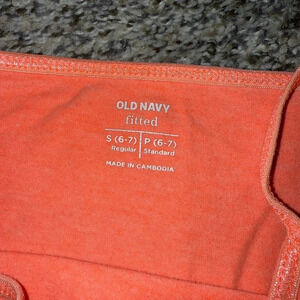 OLD NAVY
fitted
S (6-7) | P (6-7)
Regular | Standard
MADE IN CAMBODIA